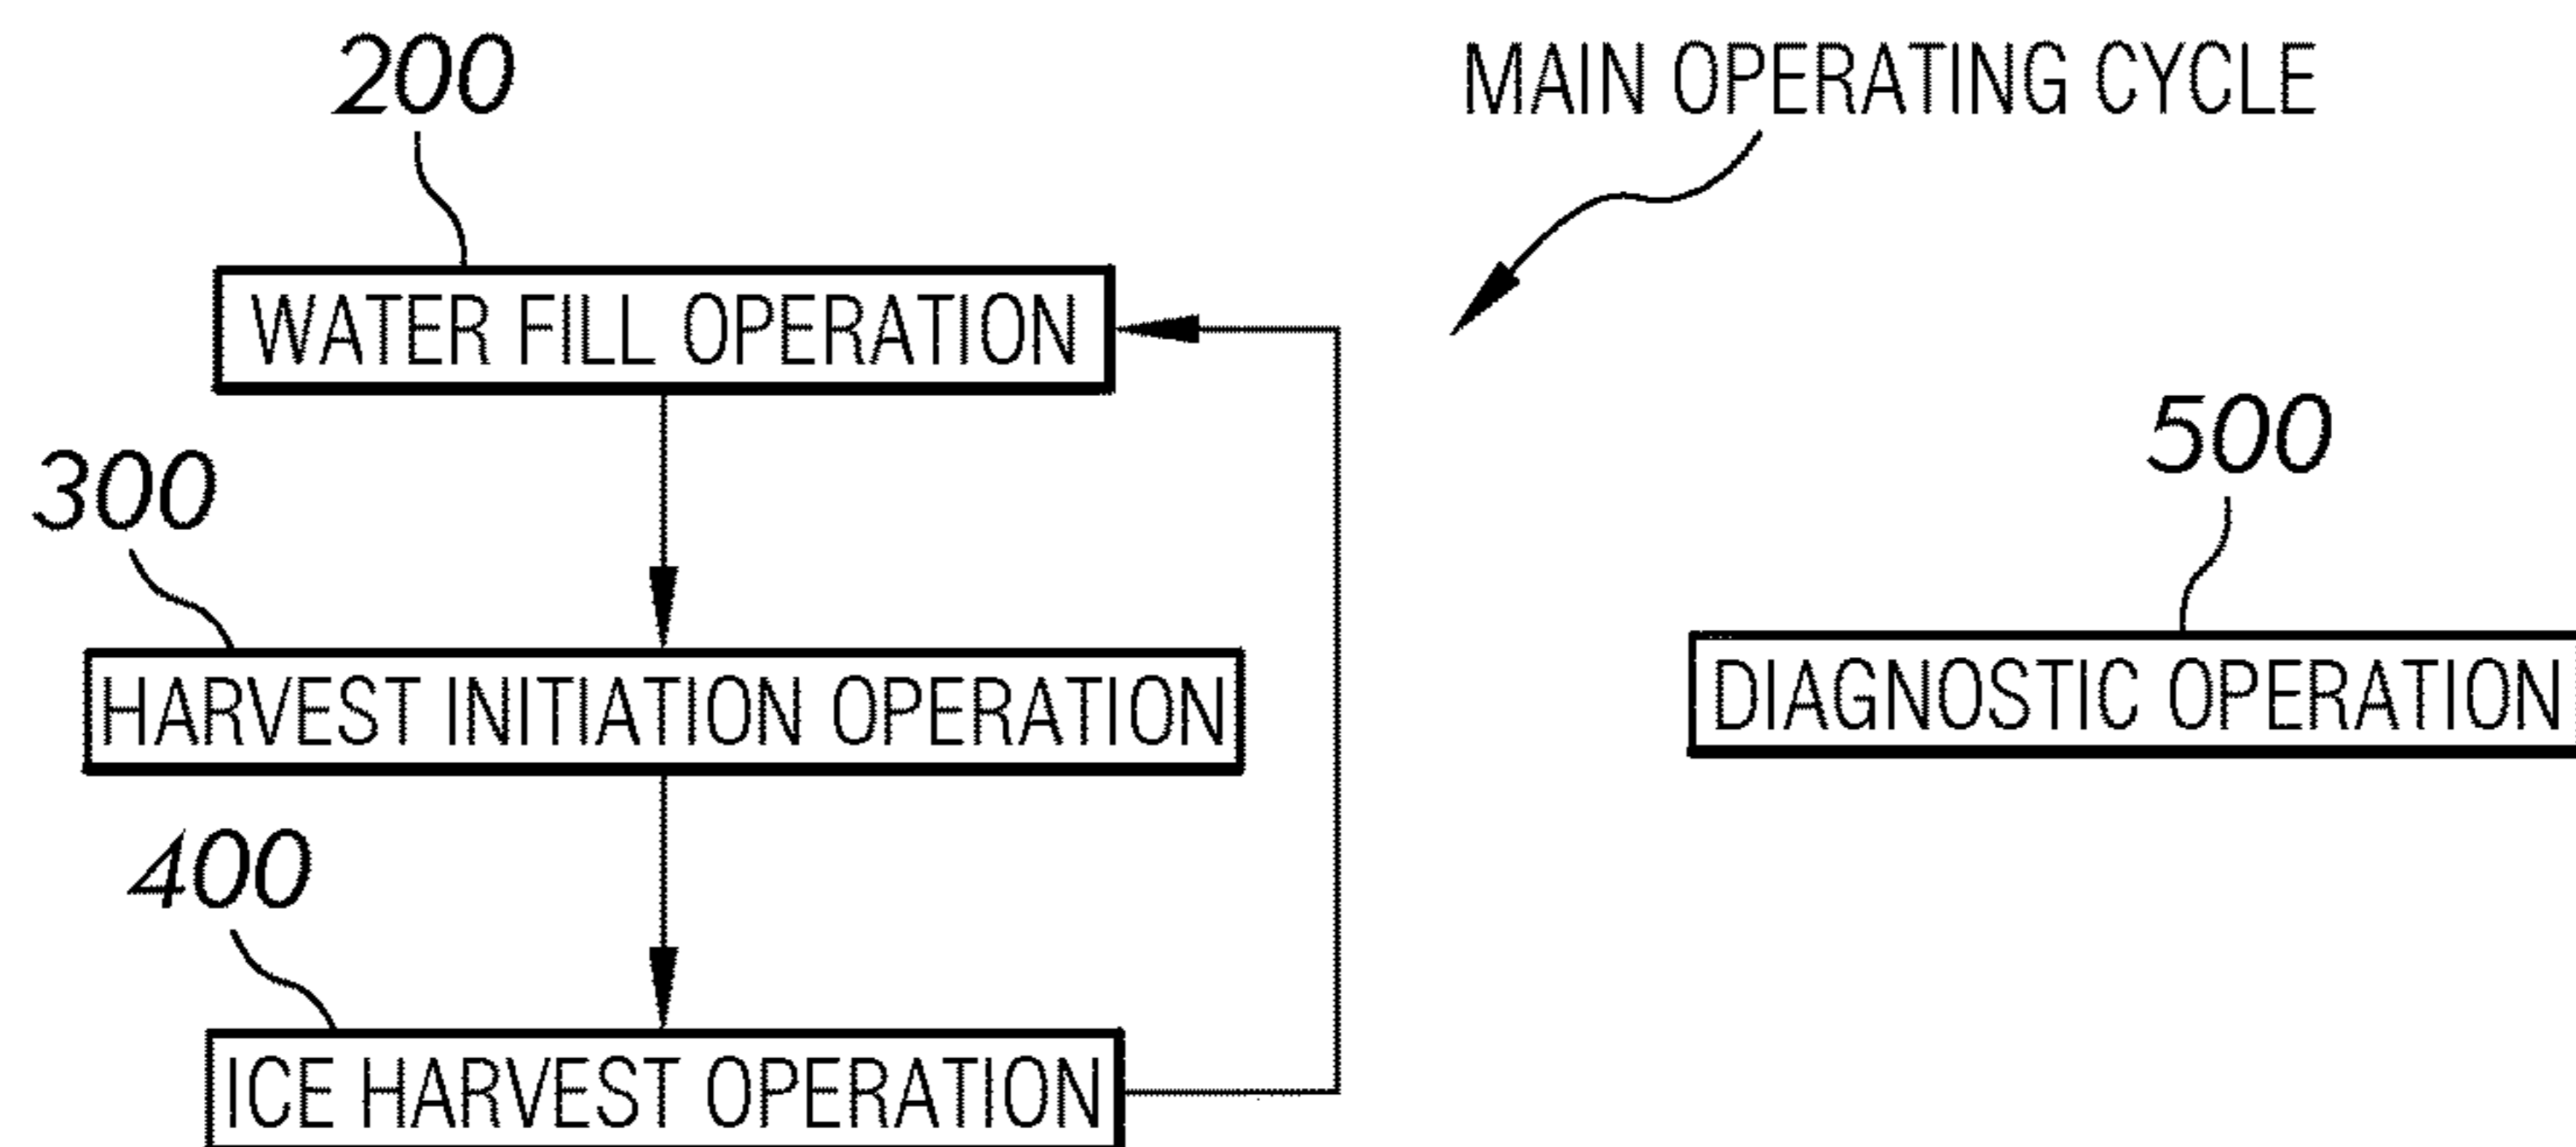 200
MAIN OPERATING CYCLE
WATER FILL OPERATION
300
500
HARVEST INITIATION OPERATION
DIAGNOSTIC OPERATION
400
ICE HARVEST OPERATION